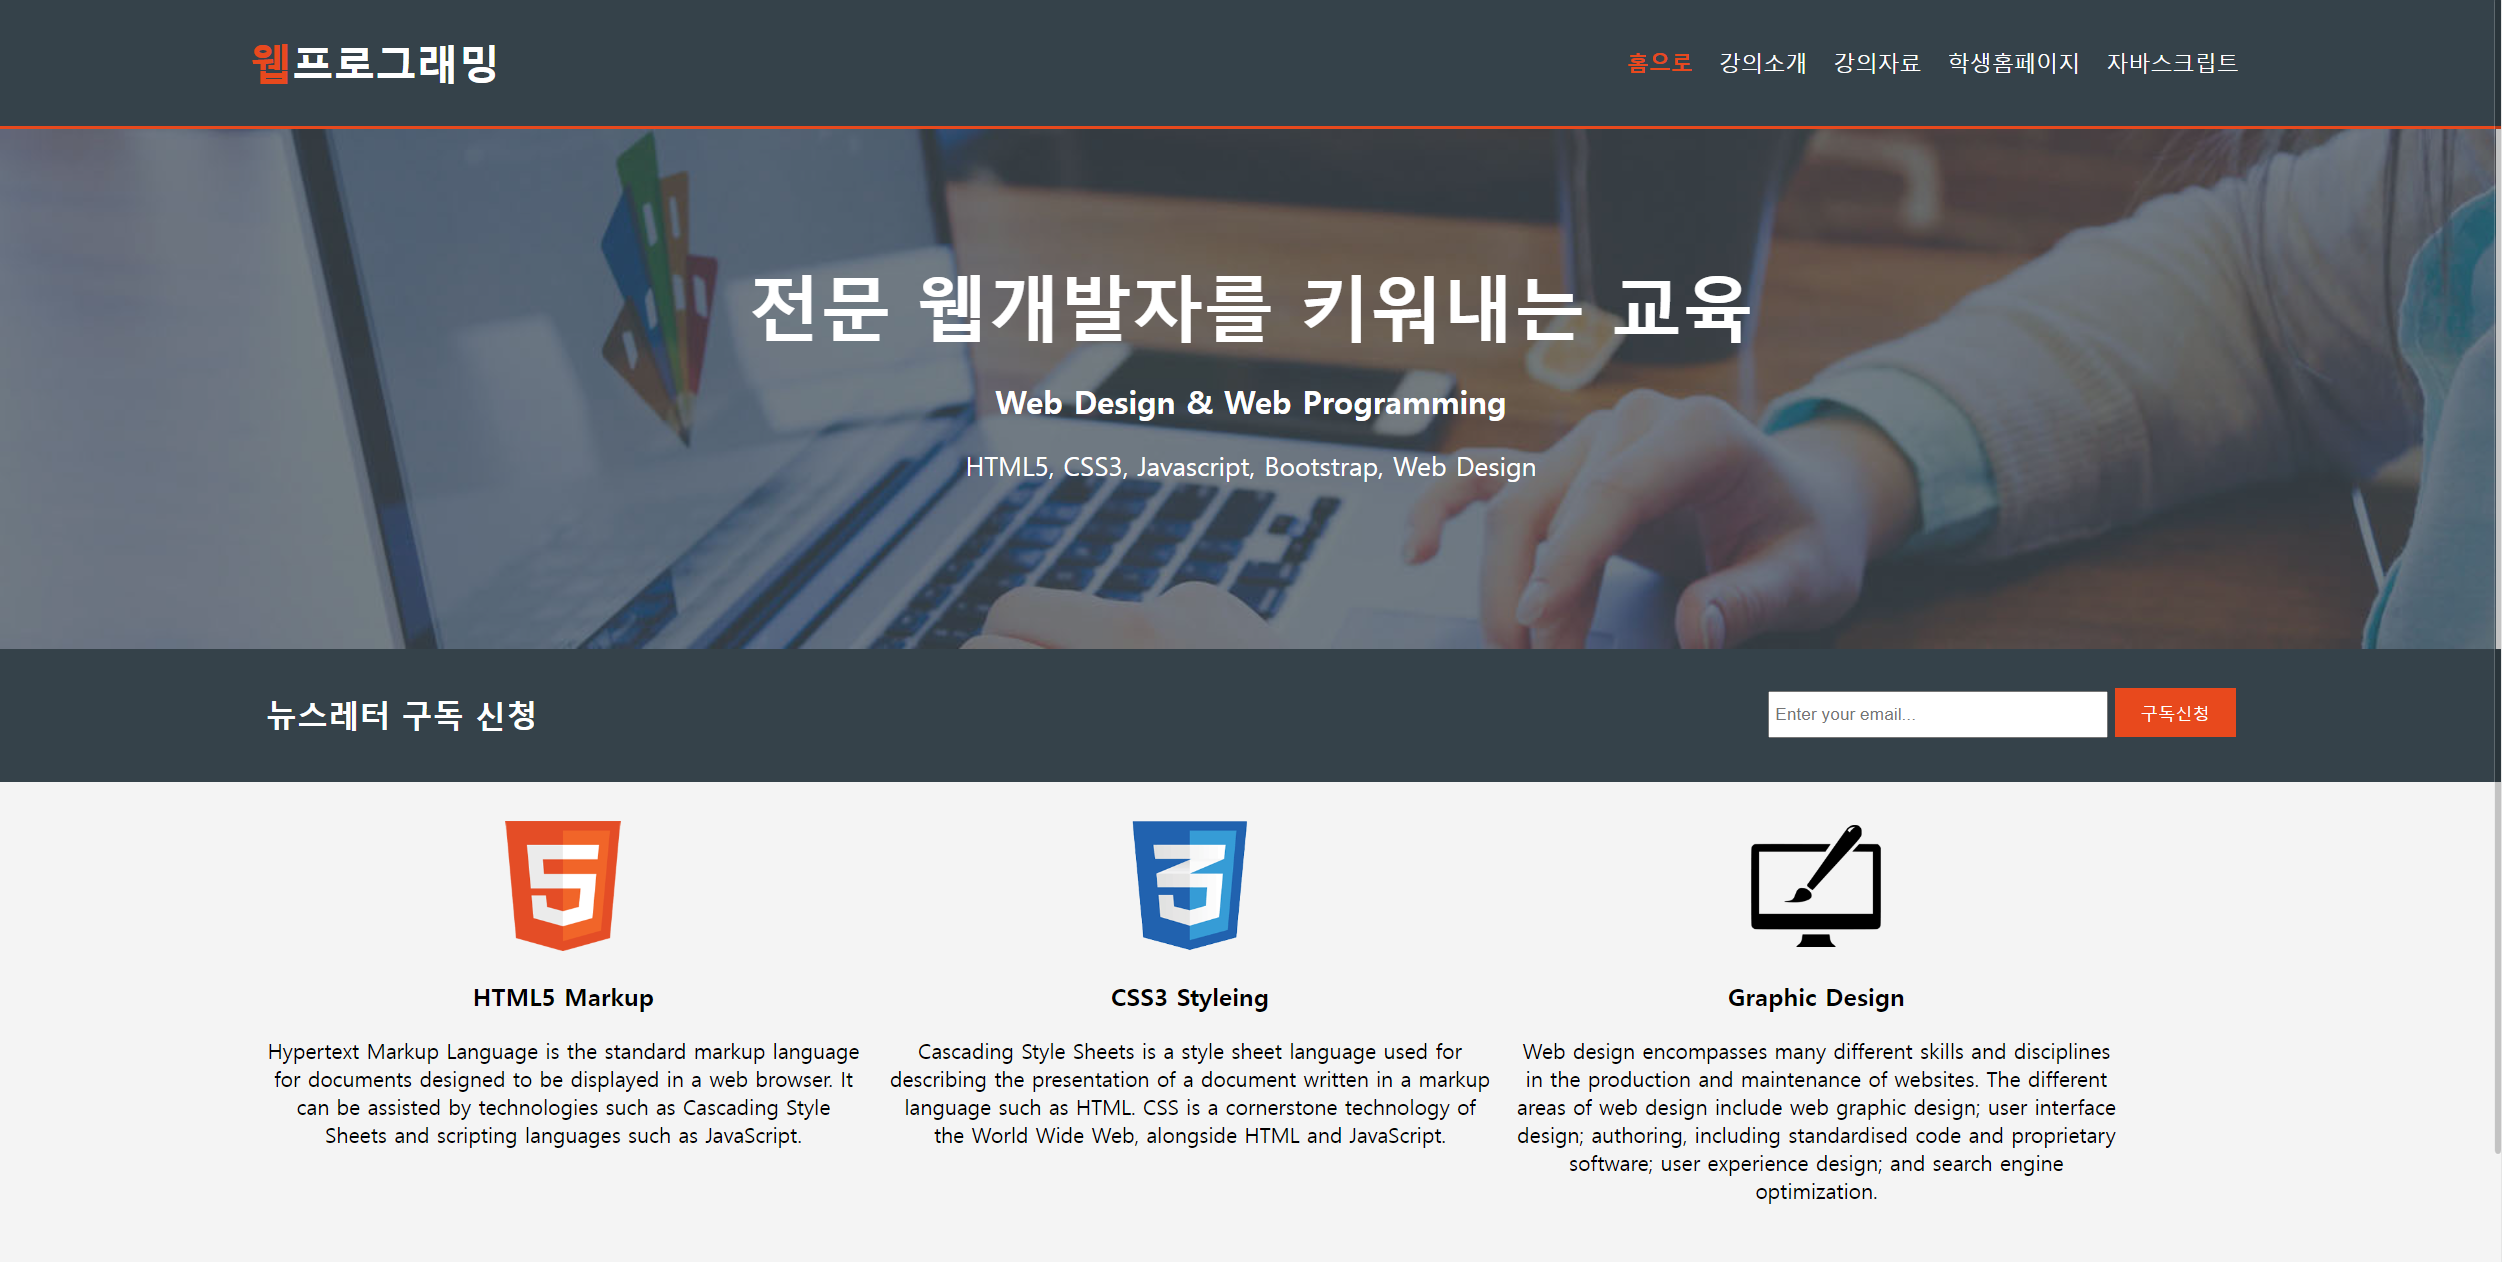 웹프로그래밍
홈으로 강의소개 강의자료 학생홈페이지 자바스크립트
전문 웹개발자를 키워내는 교육
Web Design & Web Programming
HTML5, CSS3, Javascript, Bootstrap, Web Design
뉴스레터 구독 신청
Enter your email...
구독신청
HTML5 Markup
Hypertext Markup Language is the standard markup language
for documents designed to be displayed in a web browser. It
can be assisted by technologies such as Cascading Style
Sheets and scripting languages such as JavaScript.
CSS3 Styleing
Cascading Style Sheets is a style sheet language used for
describing the presentation of a document written in a markup
language such as HTML. CSS is a cornerstone technology of
the World Wide Web, alongside HTML and JavaScript.
Graphic Design
Web design encompasses many different skills and disciplines
in the production and maintenance of websites. The different
areas of web design include web graphic design; user interface
design; authoring, including standardised code and proprietary
software; user experience design; and search engine
optimization.